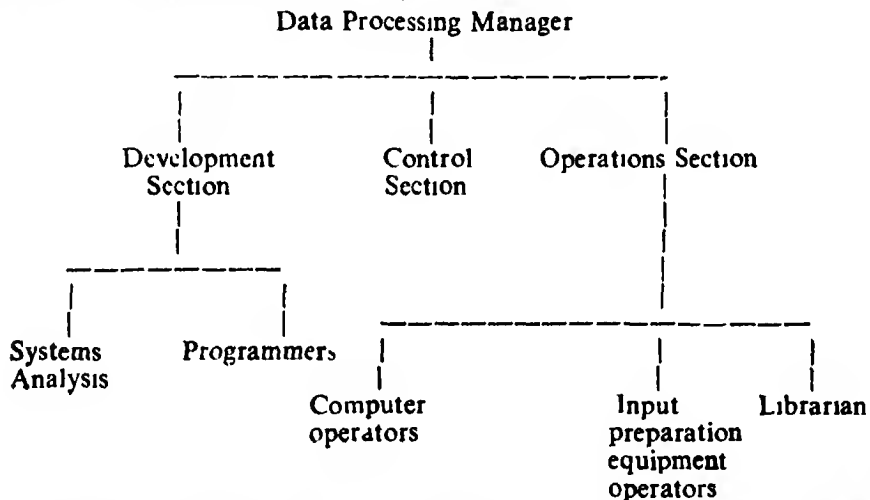 Data Processing Manager
Development
Section
Control
Section
Operations Section
Systems
Analysis
Programmers
Computer
operators
Input
preparation
equipment
operators
Librarian